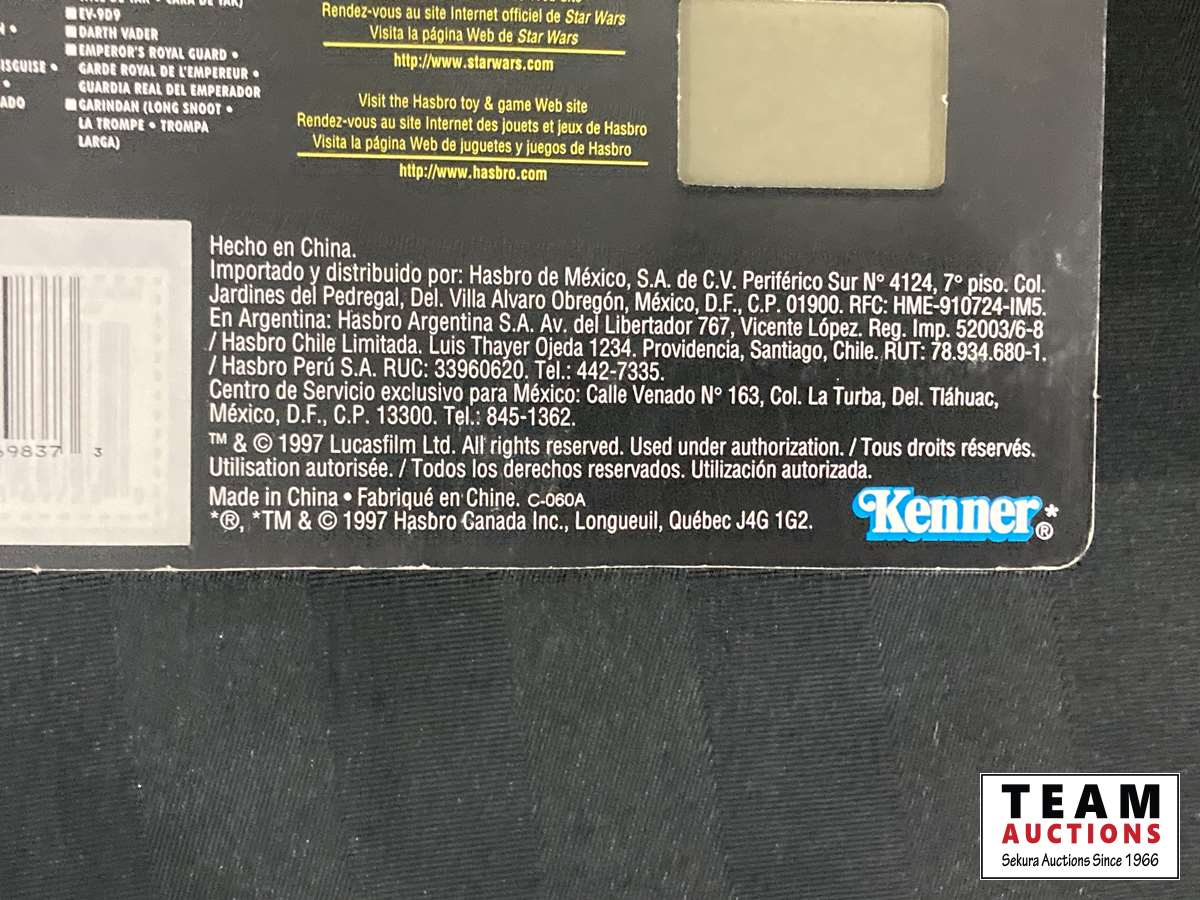 ■EV-9D9
■DARTH VADER
■EMPEROR'S ROYAL GUARD •
GARDE ROYAL DE L'EMPEREUR •
GUARDIA REAL DEL EMPERADOR
■GARINDAN (LONG SNOOT •
LA TROMPE • TROMPA
LARGA)
Rendez-vous au site Internet officiel de Star Wars
Visita la página Web de Star Wars
http://www.starwars.com
Visit the Hasbro toy & game Web site
Rendez-vous au site Internet des jouets et jeux de Hasbro
Visita la página Web de juguetes y juegos de Hasbro
http://www.hasbro.com
Hecho en China.
Importado y distribuido por: Hasbro de México, S.A. de C.V. Periférico Sur Nº 4124, 7º piso. Col.
Jardines del Pedregal, Del. Villa Alvaro Obregón, México, D.F., C.P. 01900. RFC: HME-910724-IM5.
En Argentina: Hasbro Argentina S.A. Av. del Libertador 767, Vicente López. Reg. Imp. 52003/6-8
/ Hasbro Chile Limitada. Luis Thayer Ojeda 1234. Providencia, Santiago, Chile. RUT: 78.934.680-1.
/ Hasbro Perú S.A. RUC: 33960620. Tel.: 442-7335.
Centro de Servicio exclusivo para México: Calle Venado Nº 163, Col. La Turba, Del. Tláhuac,
México, D.F., C.P. 13300. Tel.: 845-1362.
™ & © 1997 Lucasfilm Ltd. All rights reserved. Used under authorization. / Tous droits réservés.
Utilisation autorisée. / Todos los derechos reservados. Utilización autorizada.
Made in China • Fabriqué en Chine. C-060A
*®, *TM & © 1997 Hasbro Canada Inc., Longueuil, Québec J4G 1G2.
Kenner*®
69837 3
TEAM
AUCTIONS
Sekura Auctions Since 1966